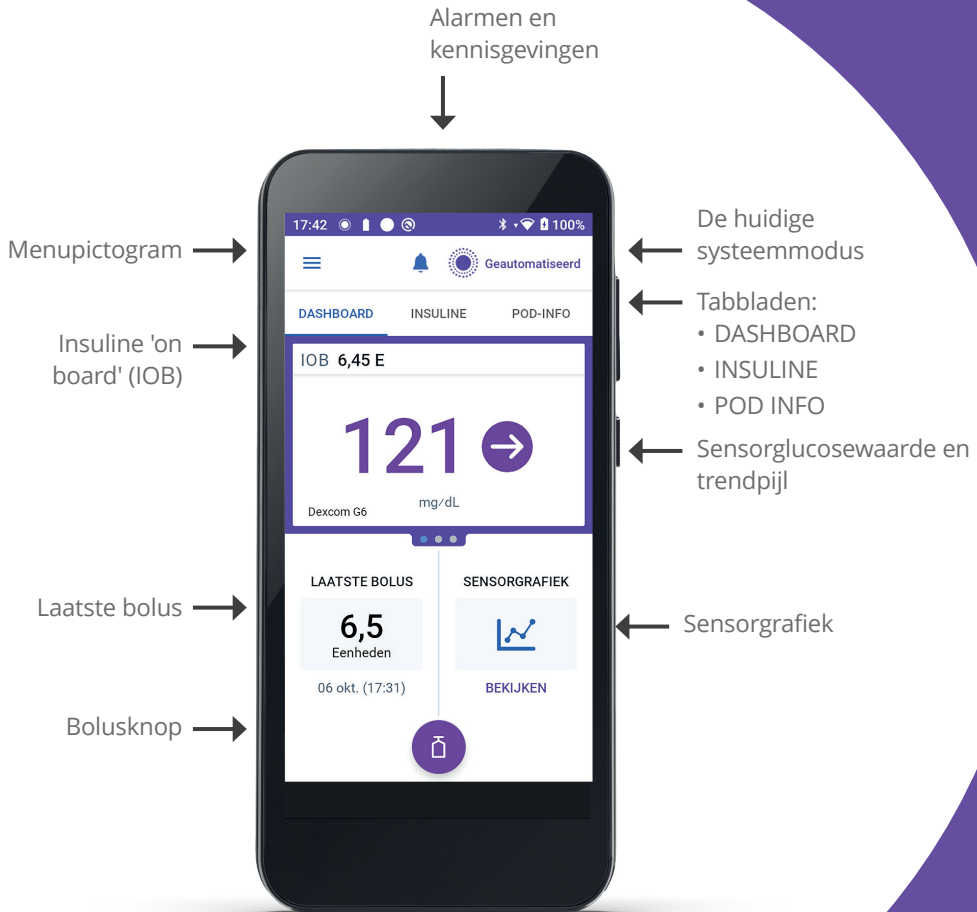 Alarmen en
kennisgevingen
Menupictogram
Insuline 'on
board' (IOB)
Laatste bolus
Bolusknop
17:42
100%
Geautomatiseerd
DASHBOARD
INSULINE
POD-INFO
IOB 6,45 E
121
mg/dL
Dexcom G6
LAATSTE BOLUS
6,5
Eenheden
06 okt. (17:31)
SENSORGRAFIEK
BEKIJKEN
De huidige
systeemmodus
Tabbladen:
• DASHBOARD
• INSULINE
• POD INFO
Sensorglucosewaarde en
trendpijl
Sensorgrafiek